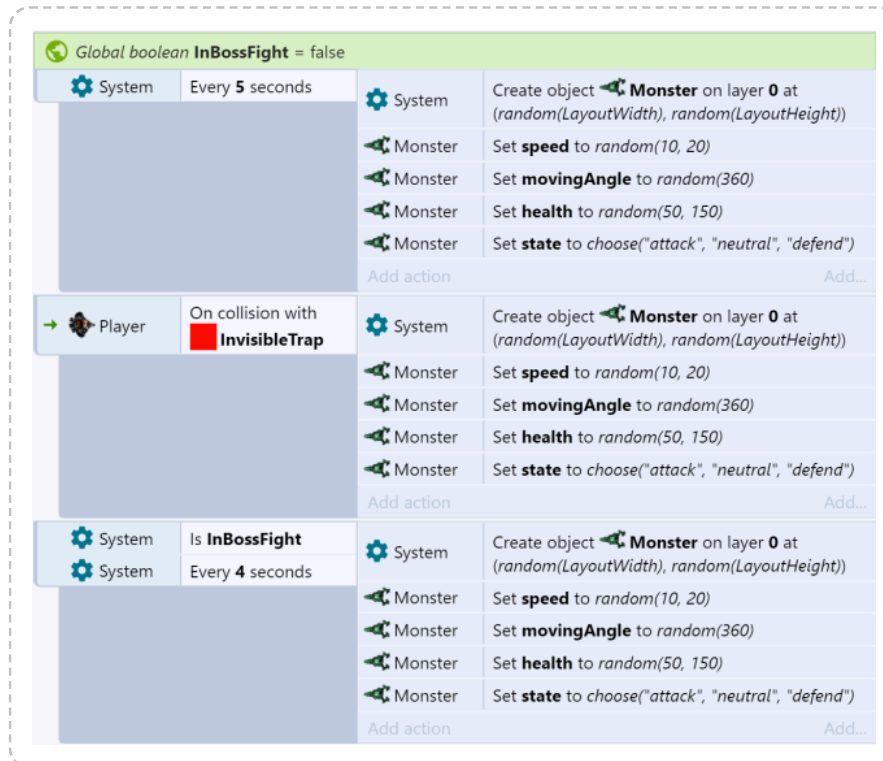 Global boolean InBossFight = false
System Every 5 seconds
System Create object Monster on layer 0 at
(random(LayoutWidth), random(LayoutHeight))
Monster Set speed to random(10, 20)
Monster Set movingAngle to random(360)
Monster Set health to random(50, 150)
Monster Set state to choose("attack", "neutral", "defend")
Add action Add...
Player On collision with
InvisibleTrap
System Create object Monster on layer 0 at
(random(LayoutWidth), random(LayoutHeight))
Monster Set speed to random(10, 20)
Monster Set movingAngle to random(360)
Monster Set health to random(50, 150)
Monster Set state to choose("attack", "neutral", "defend")
Add action Add...
System Is InBossFight
System Every 4 seconds
System Create object Monster on layer 0 at
(random(LayoutWidth), random(LayoutHeight))
Monster Set speed to random(10, 20)
Monster Set movingAngle to random(360)
Monster Set health to random(50, 150)
Monster Set state to choose("attack", "neutral", "defend")
Add action Add...